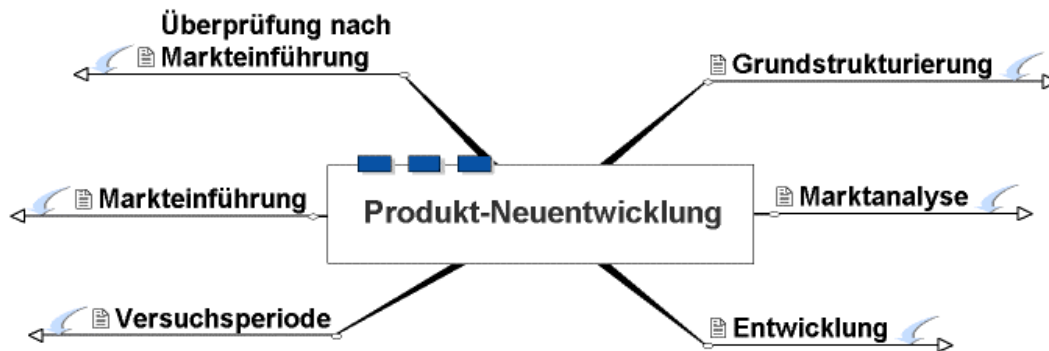 Überprüfung nach
Markteinführung
Grundstrukturierung
Markteinführung
Produkt-Neuentwicklung
Marktanalyse
Versuchsperiode
Entwicklung